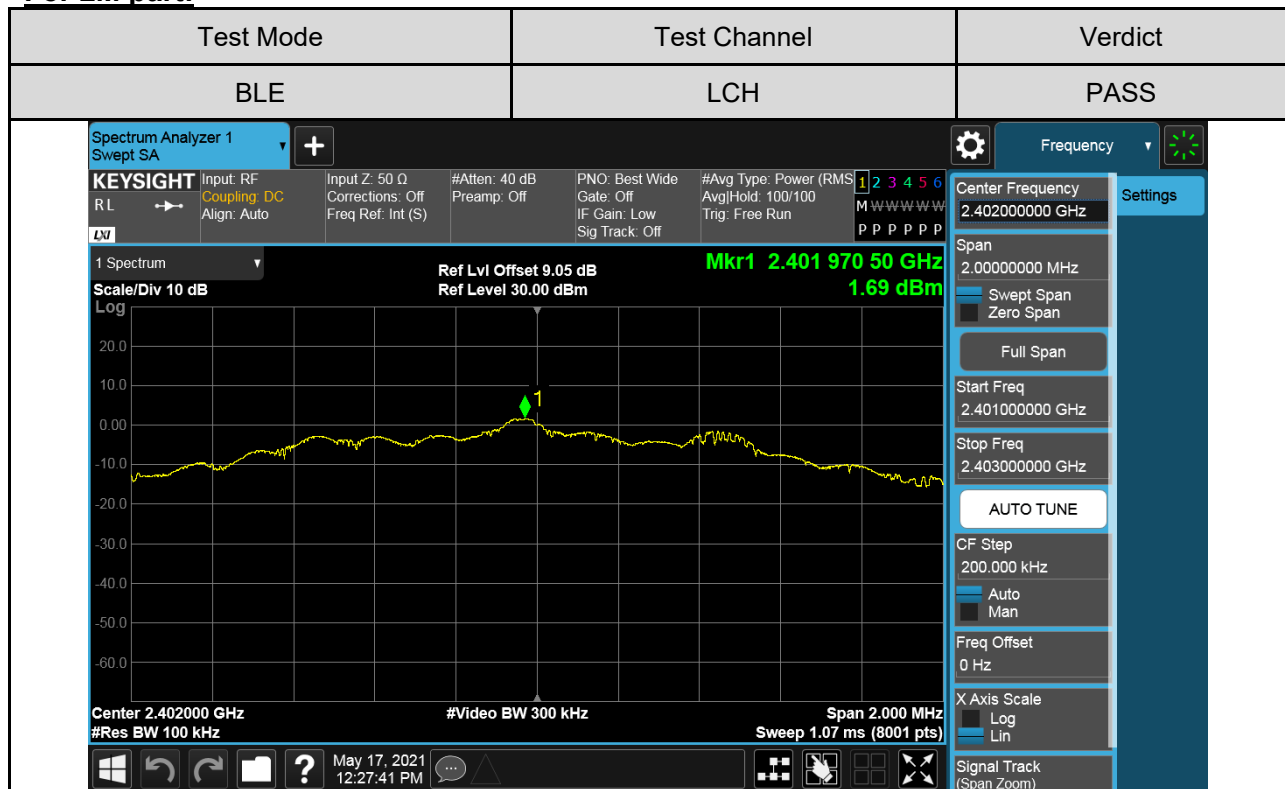 For 2M part:
Test Mode Test Channel Verdict
BLE LCH PASS
Spectrum Analyzer 1
Swept SA
Frequency
KEYSIGHT
RL
LXI
Input: RF
Coupling: DC
Align: Auto
Input Z: 50 Ω
Corrections: Off
Freq Ref: Int (S)
#Atten: 40 dB
Preamp: Off
PNO: Best Wide
Gate: Off
IF Gain: Low
Sig Track: Off
#Avg Type: Power (RMS
Avg|Hold: 100/100
Trig: Free Run
1 2 3 4 5 6
M W W W W W
P P P P P P
1 Spectrum
Scale/Div 10 dB
Log
Ref Lvl Offset 9.05 dB
Ref Level 30.00 dBm
Mkr1 2.401 970 50 GHz
1.69 dBm
20.0
10.0
1
0.00
-10.0
-20.0
-30.0
-40.0
-50.0
-60.0
Center 2.402000 GHz
#Res BW 100 kHz
#Video BW 300 kHz
Span 2.000 MHz
Sweep 1.07 ms (8001 pts)
?
May 17, 2021
12:27:41 PM
Center Frequency
2.402000000 GHz
Settings
Span
2.00000000 MHz
Swept Span
Zero Span
Full Span
Start Freq
2.401000000 GHz
Stop Freq
2.403000000 GHz
AUTO TUNE
CF Step
200.000 kHz
Auto
Man
Freq Offset
0 Hz
X Axis Scale
Log
Lin
Signal Track
(Span Zoom)